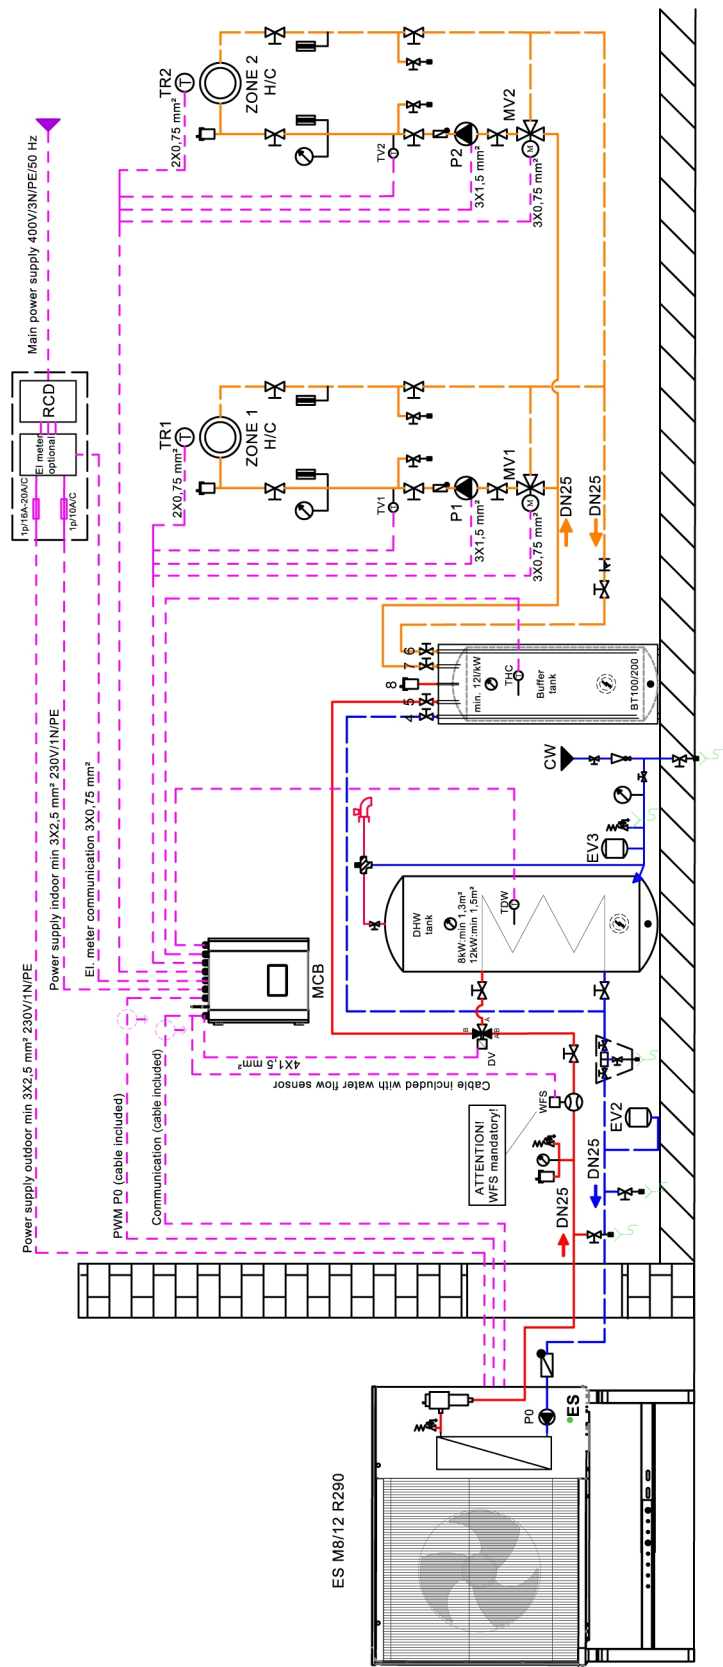 ES M8/12 R290
ES
P0
Power supply outdoor min 3X2,5 mm² 230V/1N/PE
PWM P0 (cable included)
Communication (cable included)
Power supply indoor min 3X2,5 mm² 230V/1N/PE
El. meter communication 3X0,75 mm²
1p/16A-20A/C
1p/10A/C
El meter
optional
RCD
Main power supply 400V/3N/PE/50 Hz
MCB
4X1,5 mm²
Cable included with water flow sensor
ATTENTION!
WFS mandatory!
WFS
DN25
DN25
EV2
DV
B
A
AB
DHW
tank
8kW:min 1,3m²
12kW:min 1,5m²
TDW
T
EV3
CW
4
5
8
7
6
min. 12l/kW
THC
T
Buffer
tank
BT100/200
DN25
DN25
TR1
T
2X0,75 mm²
ZONE 1
H/C
TV1
T
P1
3X1,5 mm²
MV1
M
3X0,75 mm²
TR2
T
2X0,75 mm²
ZONE 2
H/C
TV2
T
P2
3X1,5 mm²
MV2
M
3X0,75 mm²